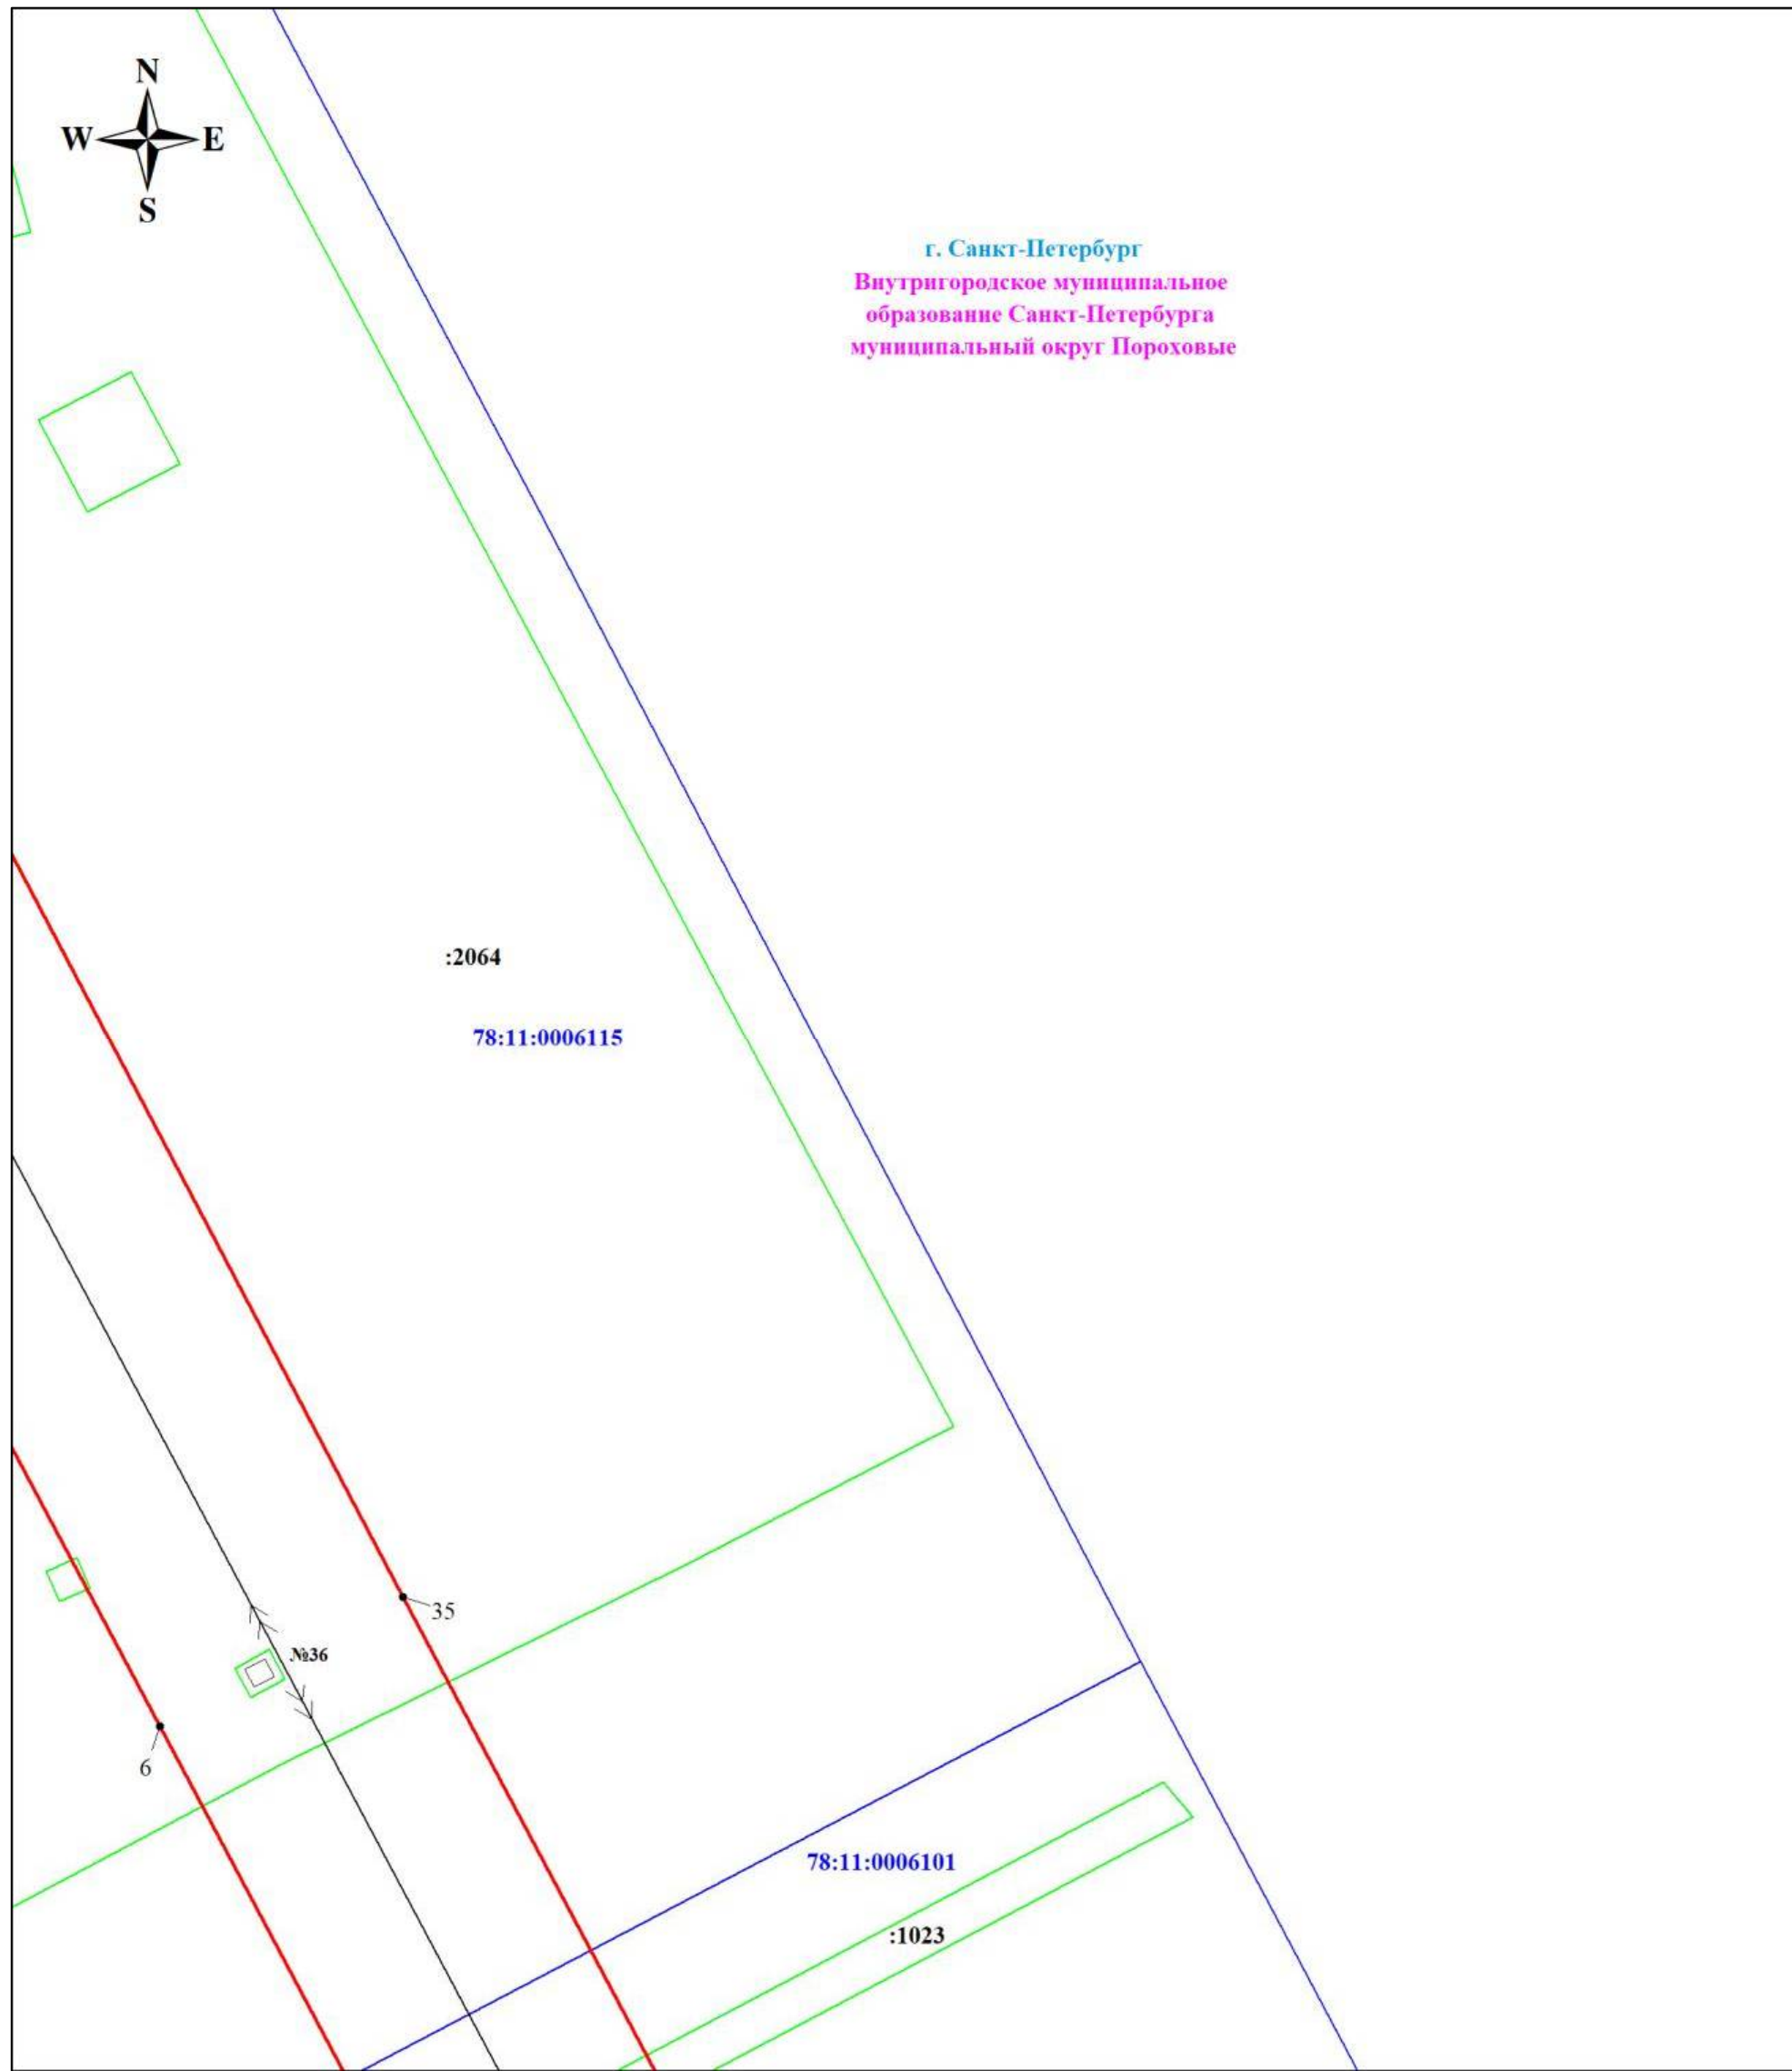 N
W E
S
г. Санкт-Петербург
Внутригородское муниципальное
образование Санкт-Петербурга
муниципальный округ Пороховые
:2064
78:11:0006115
35
№36
6
78:11:0006101
:1023